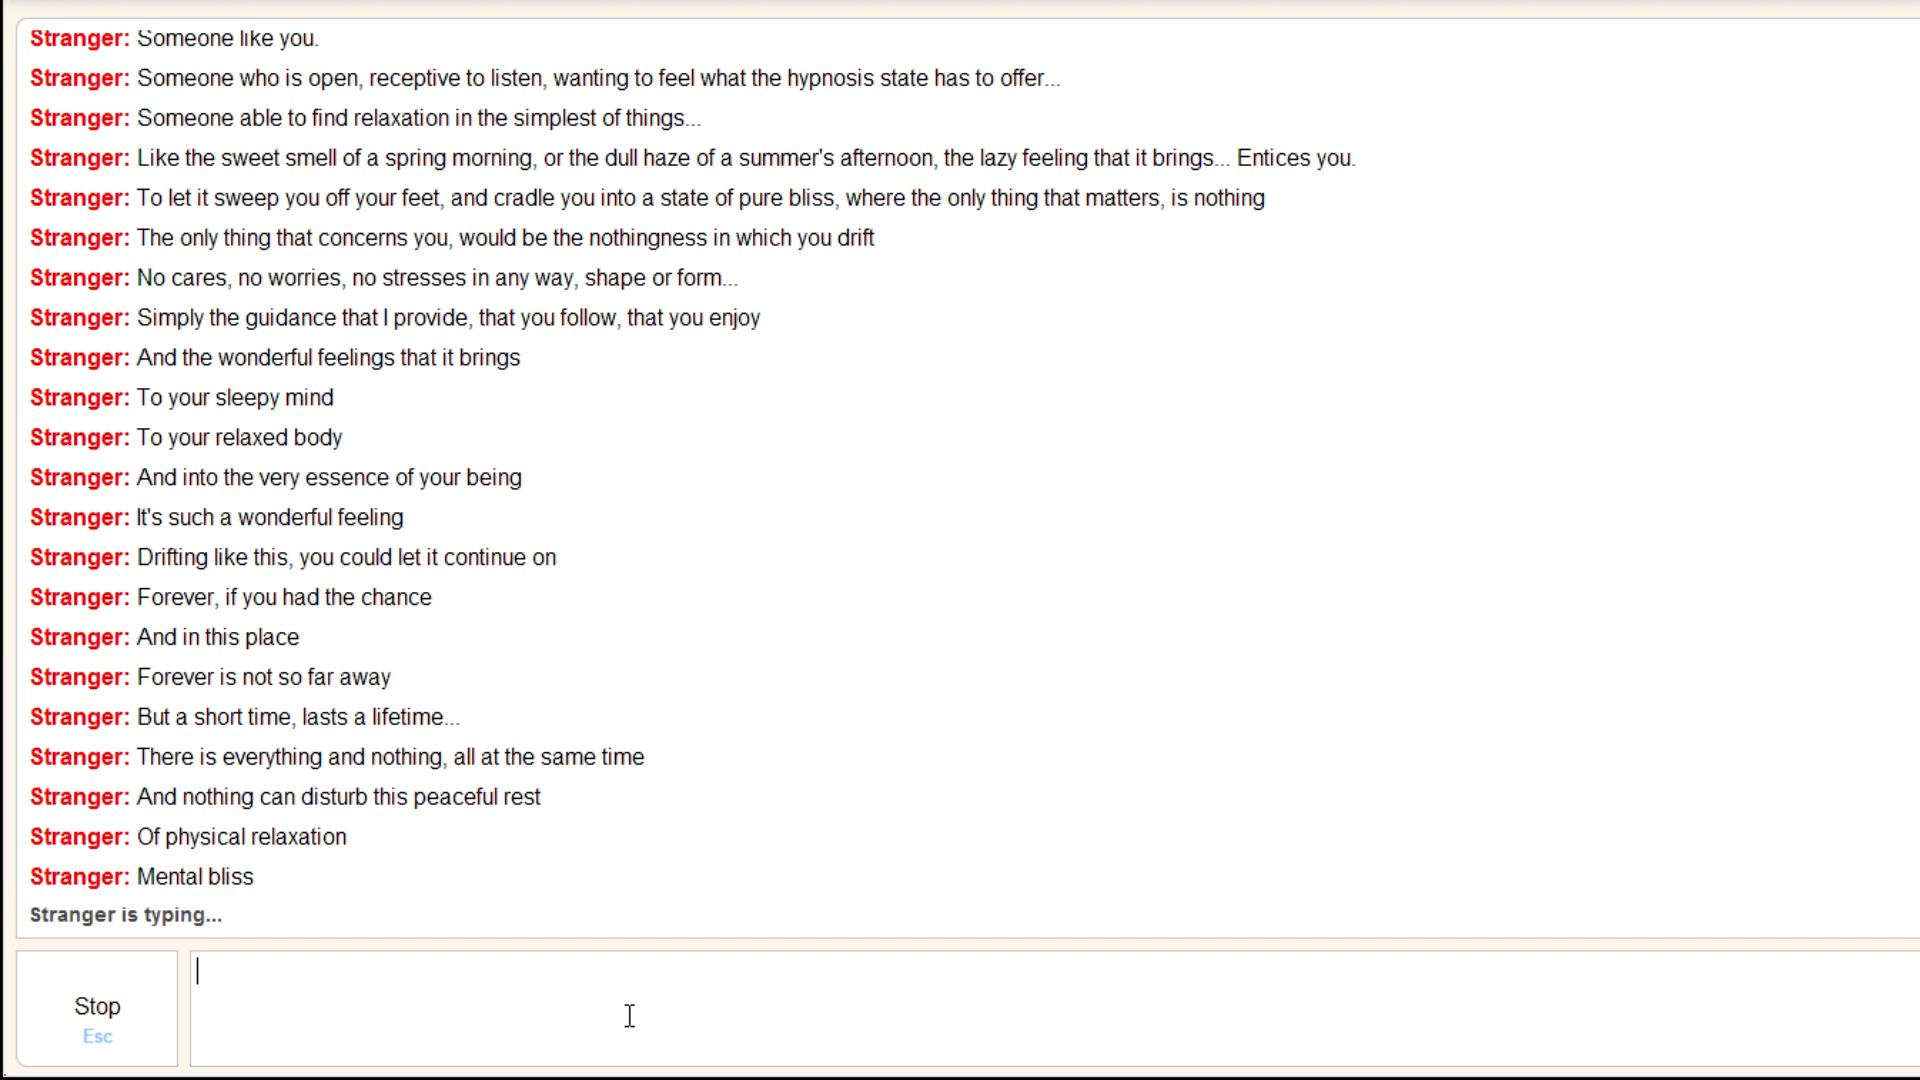 Stranger: Someone like you.
Stranger: Someone who is open, receptive to listen, wanting to feel what the hypnosis state has to offer...
Stranger: Someone able to find relaxation in the simplest of things...
Stranger: Like the sweet smell of a spring morning, or the dull haze of a summer's afternoon, the lazy feeling that it brings... Entices you.
Stranger: To let it sweep you off your feet, and cradle you into a state of pure bliss, where the only thing that matters, is nothing
Stranger: The only thing that concerns you, would be the nothingness in which you drift
Stranger: No cares, no worries, no stresses in any way, shape or form...
Stranger: Simply the guidance that I provide, that you follow, that you enjoy
Stranger: And the wonderful feelings that it brings
Stranger: To your sleepy mind
Stranger: To your relaxed body
Stranger: And into the very essence of your being
Stranger: It's such a wonderful feeling
Stranger: Drifting like this, you could let it continue on
Stranger: Forever, if you had the chance
Stranger: And in this place
Stranger: Forever is not so far away
Stranger: But a short time, lasts a lifetime...
Stranger: There is everything and nothing, all at the same time
Stranger: And nothing can disturb this peaceful rest
Stranger: Of physical relaxation
Stranger: Mental bliss
Stranger is typing...
Stop
Esc